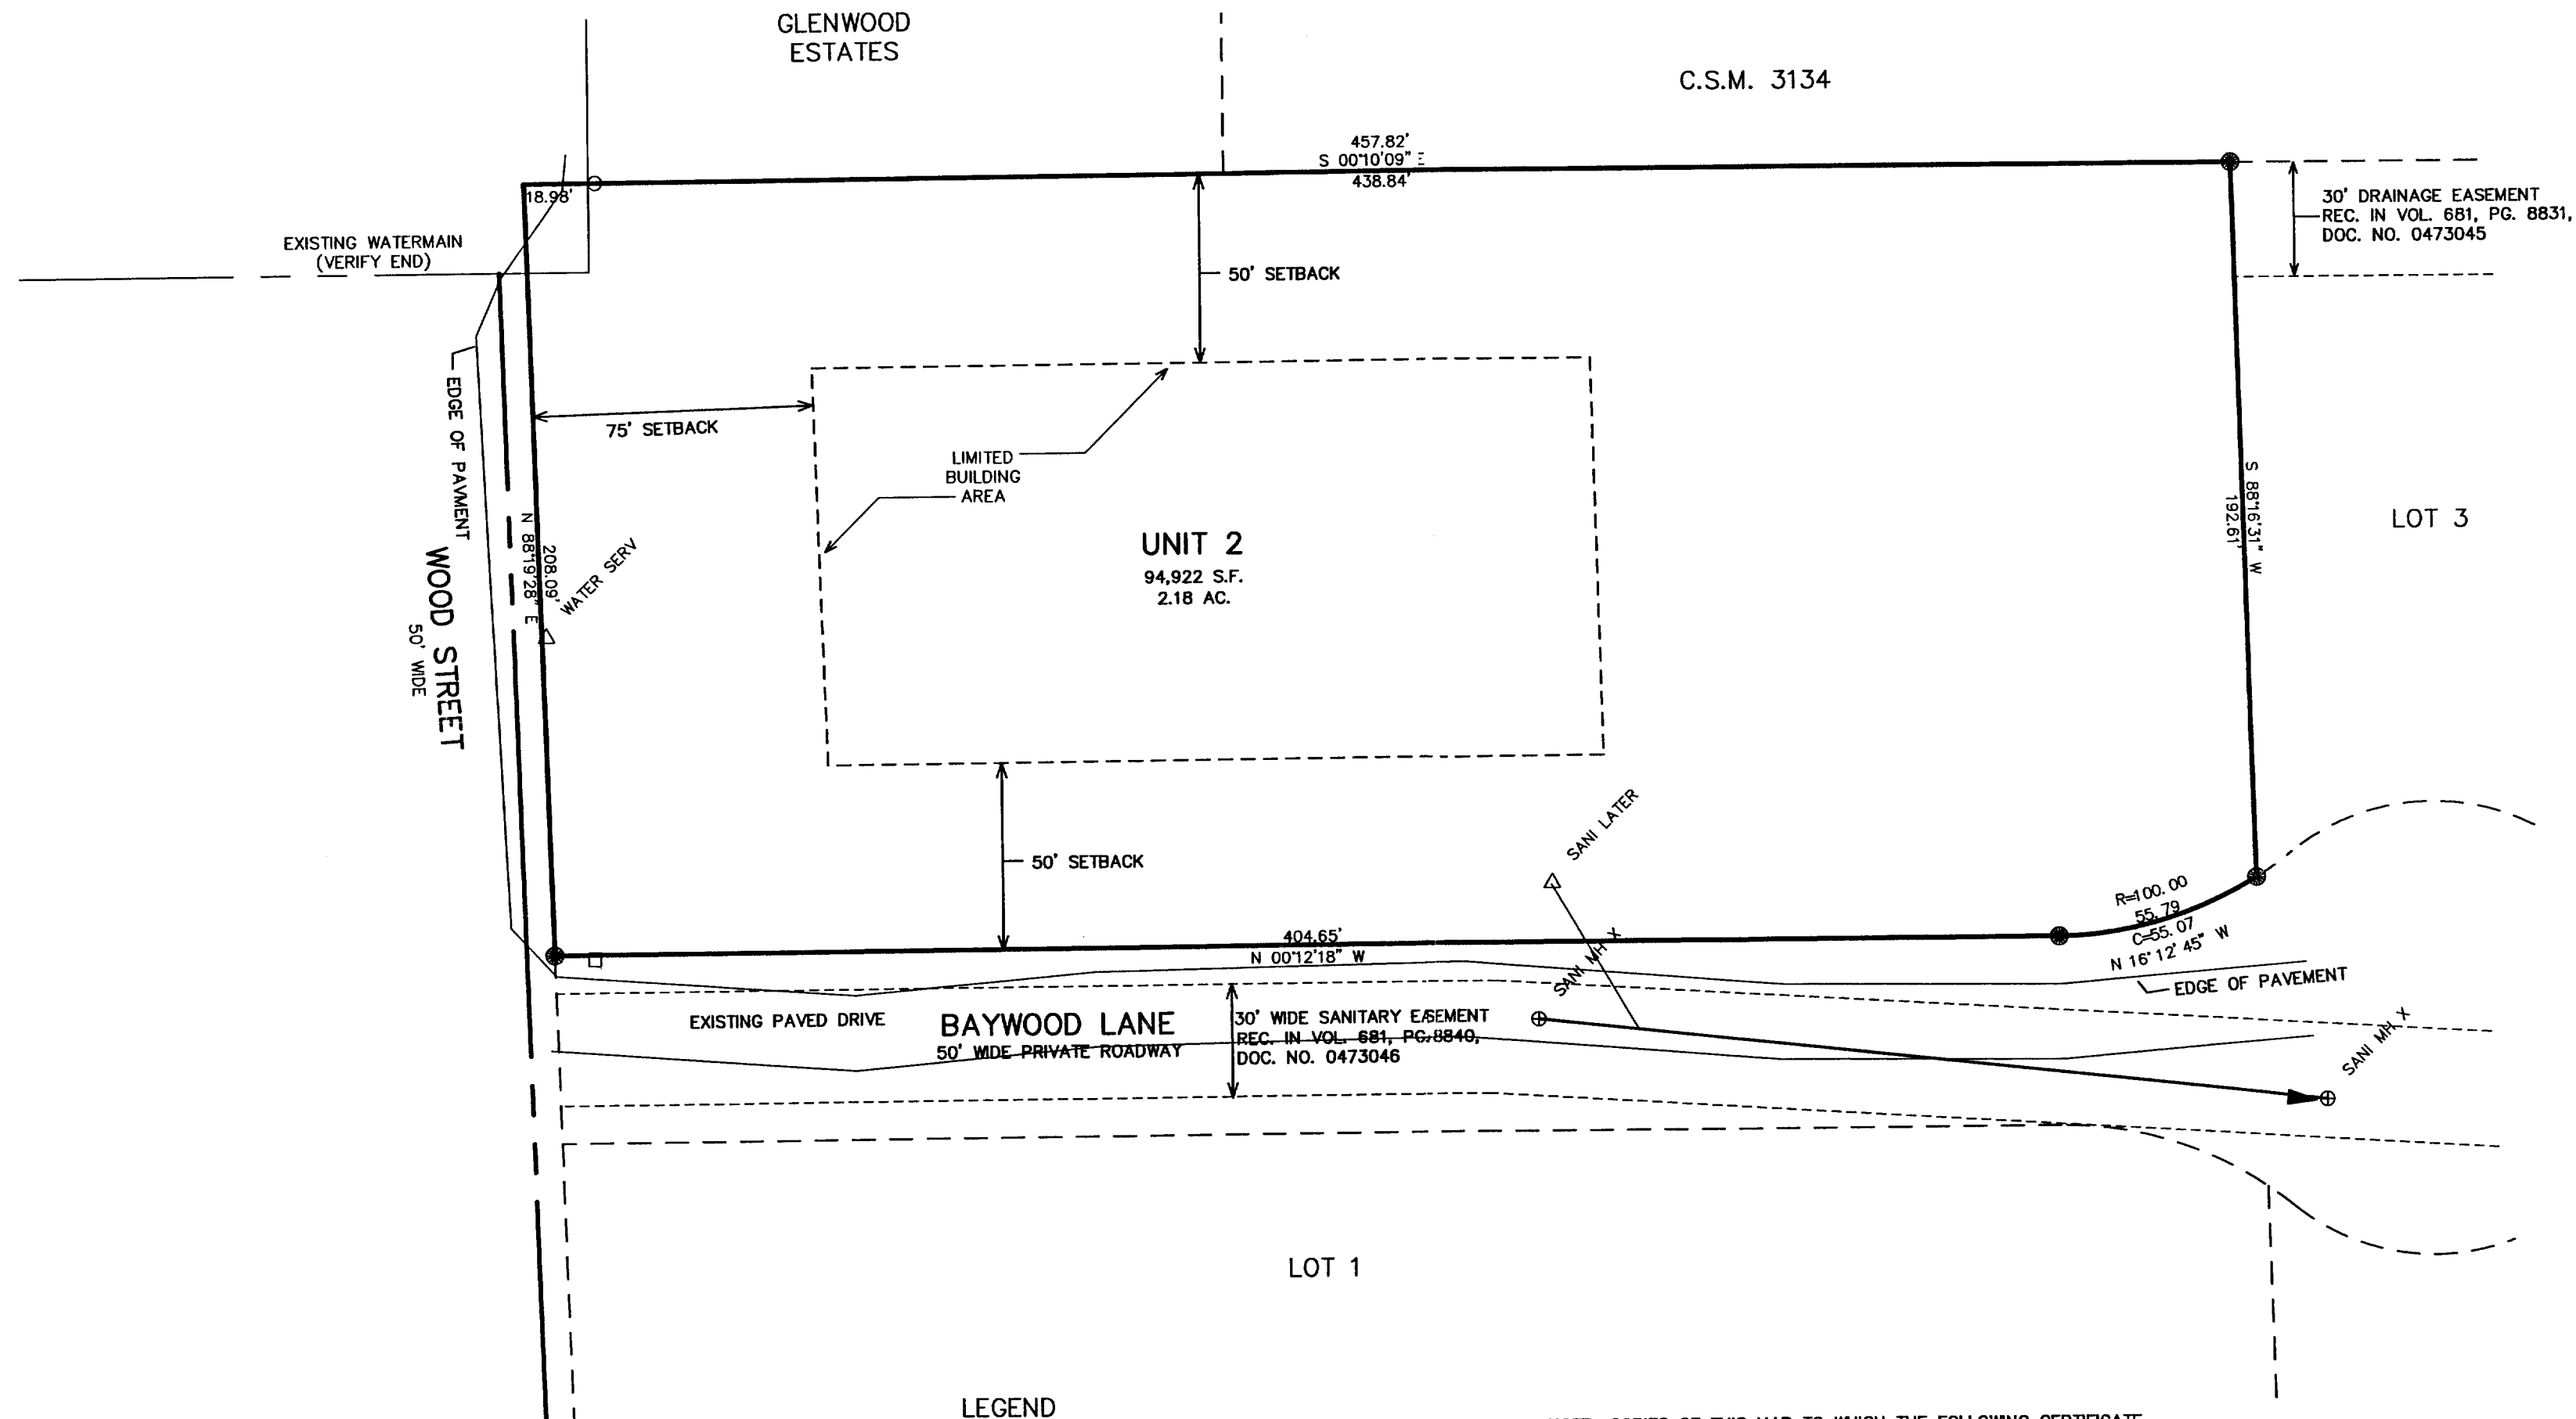 GLENWOOD
ESTATES
C.S.M. 3134
457.82'
S 00°10'09" E
438.84'
18.98'
30' DRAINAGE EASEMENT
REC. IN VOL. 681, PG. 8831,
DOC. NO. 0473045
EXISTING WATERMAIN
(VERIFY END)
50' SETBACK
EDGE OF PAVMENT
75' SETBACK
LIMITED
BUILDING
AREA
S 88°16'31" W
192.61'
LOT 3
UNIT 2
94,922 S.F.
2.18 AC.
208.09'
N 88°19'28" E
WATER SERV
WOOD STREET
50' WIDE
50' SETBACK
SANI LATER
R=100.00
55.79
C=55.07
N 16°12'45" W
404.65'
N 00°12'18" W
SANI MH X
EDGE OF PAVEMENT
EXISTING PAVED DRIVE
BAYWOOD LANE
50' WIDE PRIVATE ROADWAY
30' WIDE SANITARY EASEMENT
REC. IN VOL. 681, PG. 8840,
DOC. NO. 0473046
SANI MH X
LOT 1
LEGEND